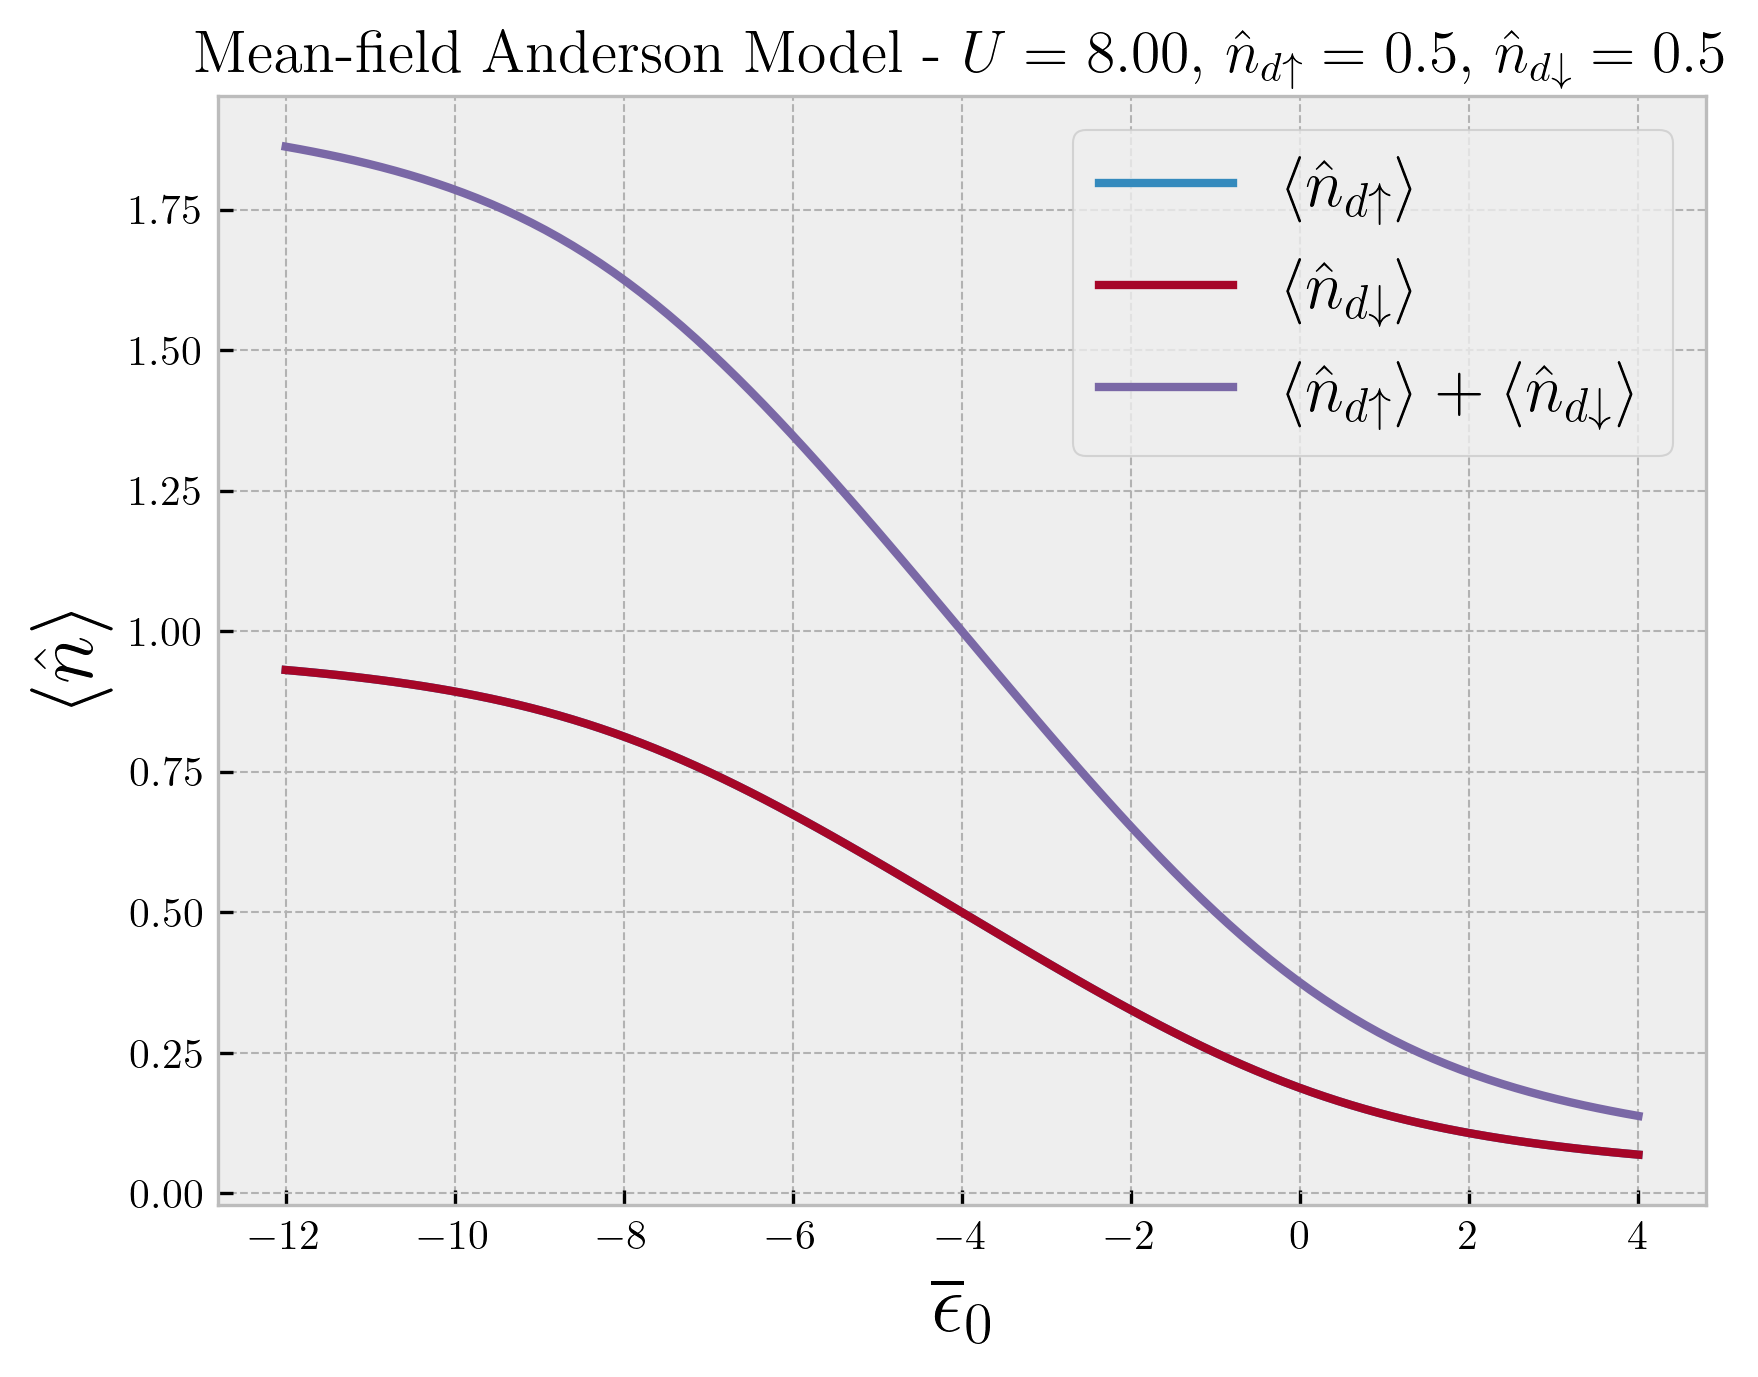 Mean-field Anderson Model - U = 8.00, n̂_{d↑} = 0.5, n̂_{d↓} = 0.5
⟨n̂_{d↑}⟩
⟨n̂_{d↓}⟩
⟨n̂_{d↑}⟩ + ⟨n̂_{d↓}⟩
⟨n̂⟩
1.75
1.50
1.25
1.00
0.75
0.50
0.25
0.00
−12 −10 −8 −6 −4 −2 0 2 4
ϵ̅₀